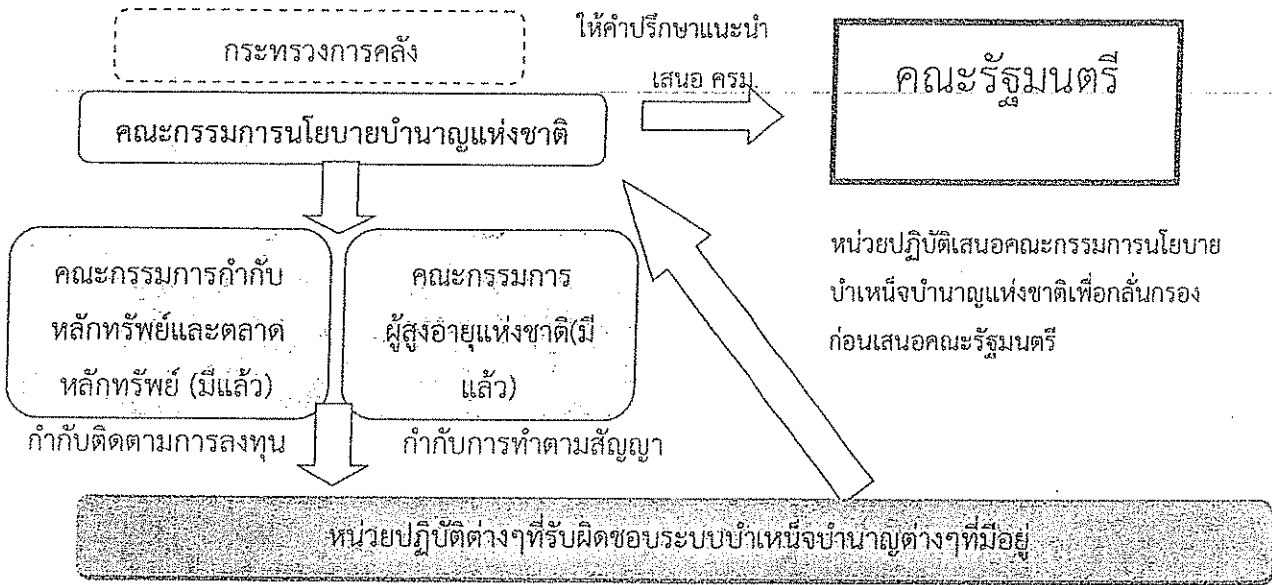 กระทรวงการคลัง
ให้คำปรึกษาแนะนำ
เสนอ ครม.
คณะรัฐมนตรี
คณะกรรมการนโยบายบำนาญแห่งชาติ
คณะกรรมการกำกับ
หลักทรัพย์และตลาด
หลักทรัพย์ (มีแล้ว)
คณะกรรมการ
ผู้สูงอายุแห่งชาติ(มี
แล้ว)
หน่วยปฏิบัติเสนอคณะกรรมการนโยบาย
บำเหน็จบำนาญแห่งชาติเพื่อกลั่นกรอง
ก่อนเสนอคณะรัฐมนตรี
กำกับติดตามการลงทุน
กำกับการทำตามสัญญา
หน่วยปฏิบัติต่างๆที่รับผิดชอบระบบบำเหน็จบำนาญต่างๆที่มีอยู่